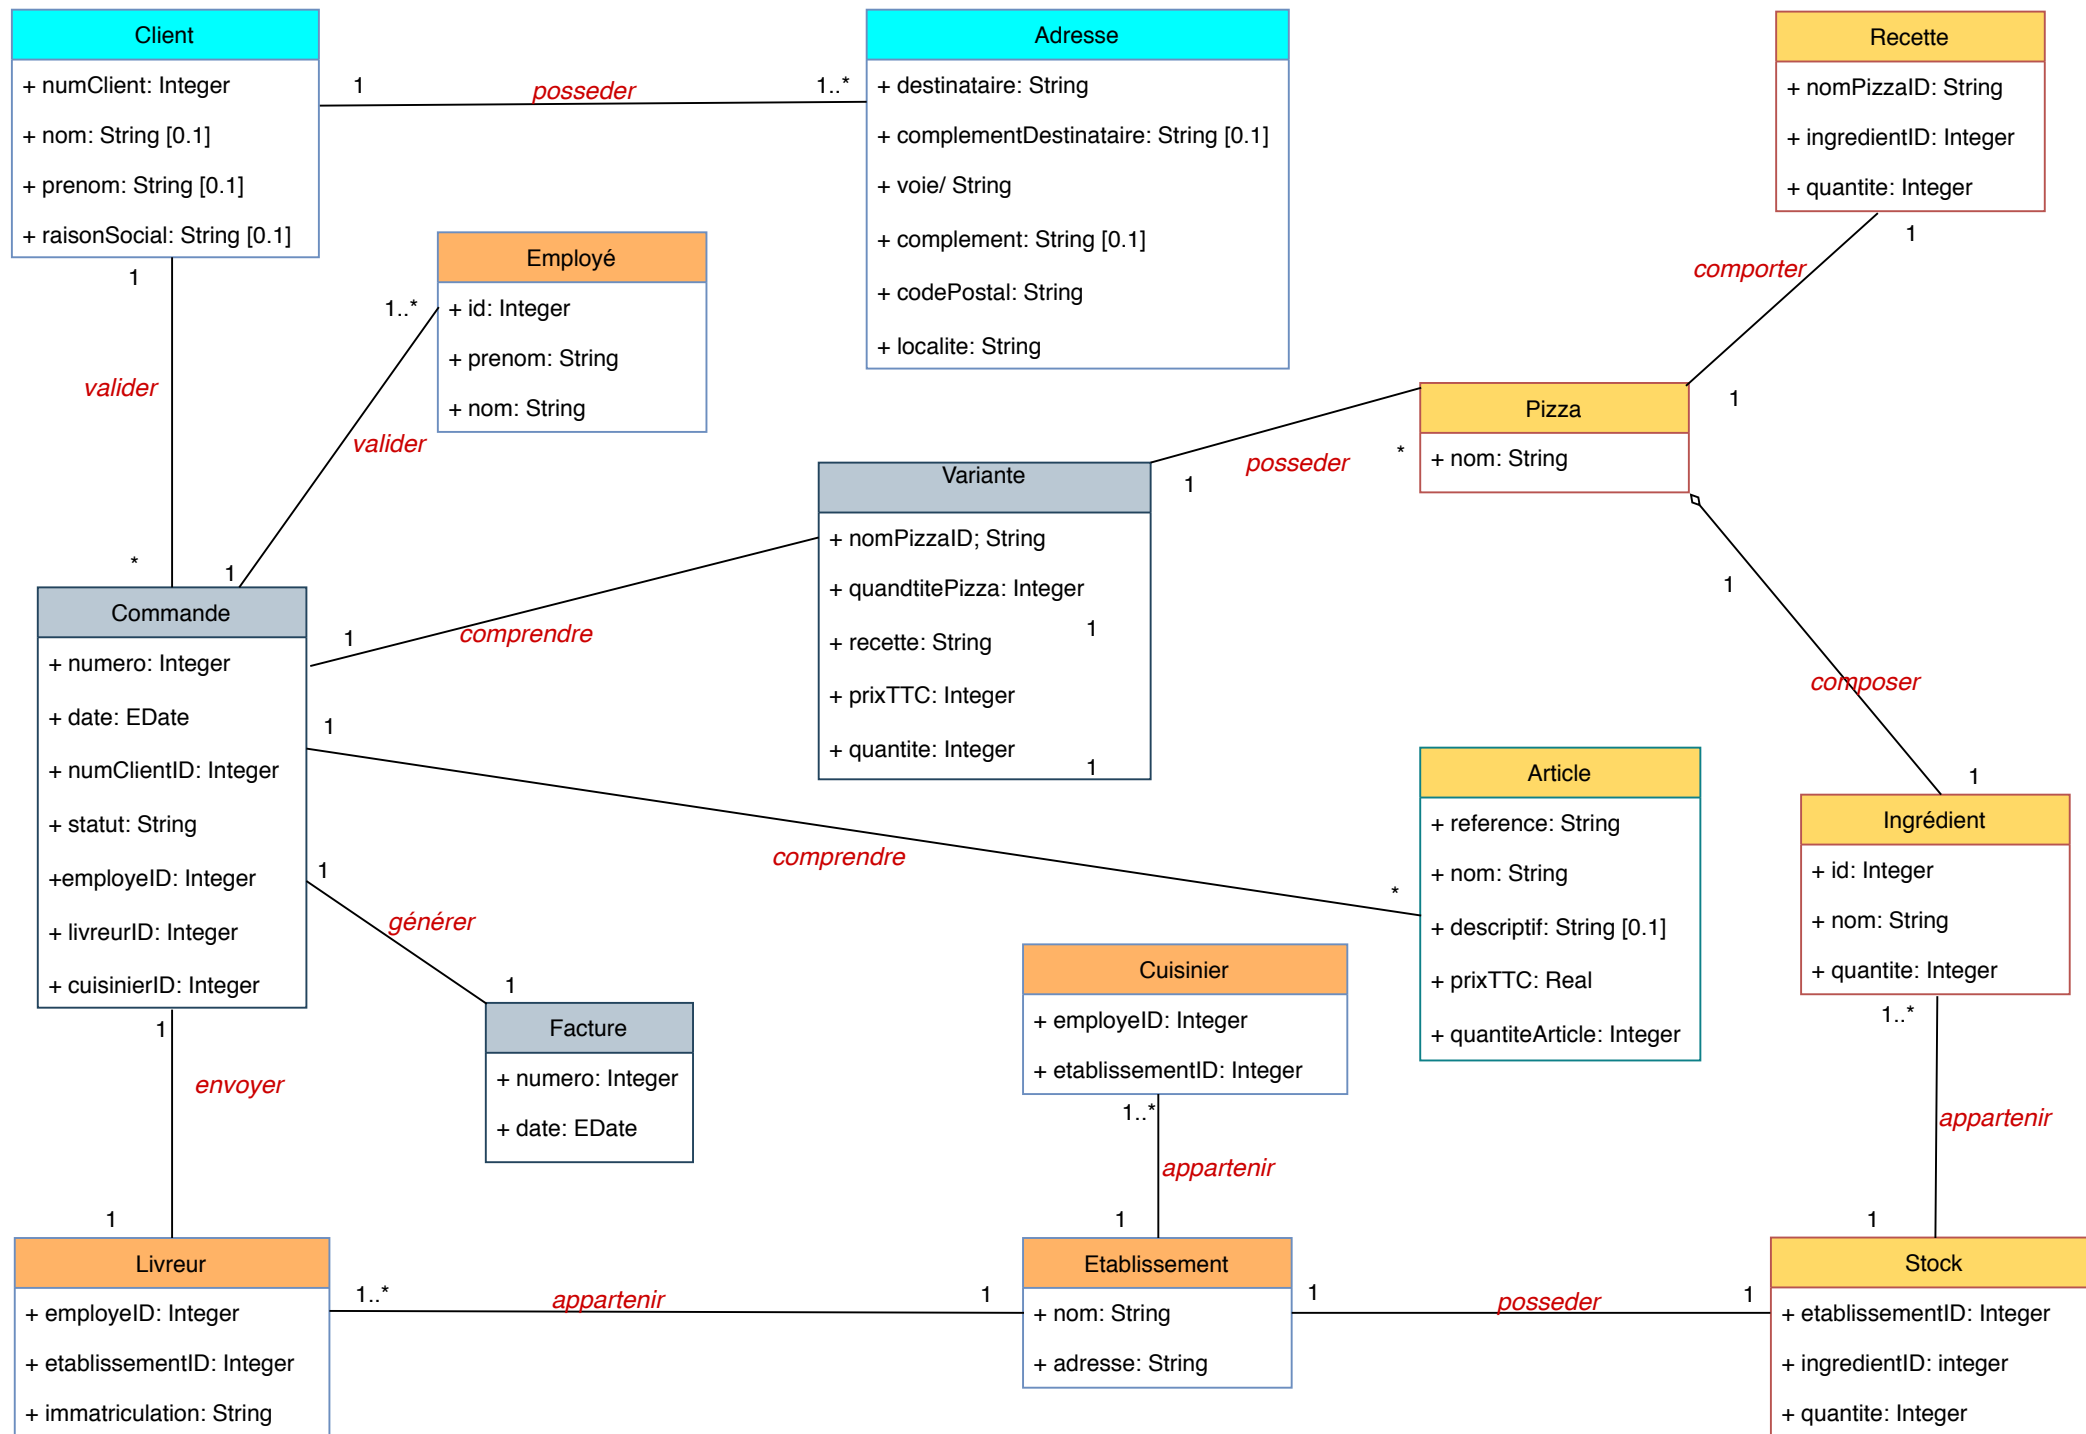 Client
+ numClient: Integer
+ nom: String [0.1]
+ prenom: String [0.1]
+ raisonSocial: String [0.1]
1
posseder
1..*
Adresse
+ destinataire: String
+ complementDestinataire: String [0.1]
+ voie/ String
+ complement: String [0.1]
+ codePostal: String
+ localite: String
Recette
+ nomPizzaID: String
+ ingredientID: Integer
+ quantite: Integer
1
comporter
1
1
valider
*
Employé
+ id: Integer
+ prenom: String
+ nom: String
1..*
valider
1
Pizza
+ nom: String
*
posseder
1
Variante
+ nomPizzaID; String
+ quandtitePizza: Integer
+ recette: String
+ prixTTC: Integer
+ quantite: Integer
1
1
1
comprendre
1
composer
1
Commande
+ numero: Integer
+ date: EDate
+ numClientID: Integer
+ statut: String
+employeID: Integer
+ livreurID: Integer
+ cuisinierID: Integer
1
comprendre
*
Article
+ reference: String
+ nom: String
+ descriptif: String [0.1]
+ prixTTC: Real
+ quantiteArticle: Integer
Ingrédient
+ id: Integer
+ nom: String
+ quantite: Integer
1
générer
1
Facture
+ numero: Integer
+ date: EDate
Cuisinier
+ employeID: Integer
+ etablissementID: Integer
1..*
appartenir
1
1..*
appartenir
1
1
envoyer
1
Livreur
+ employeID: Integer
+ etablissementID: Integer
+ immatriculation: String
1..*
appartenir
1
Etablissement
+ nom: String
+ adresse: String
1
posseder
1
Stock
+ etablissementID: Integer
+ ingredientID: integer
+ quantite: Integer